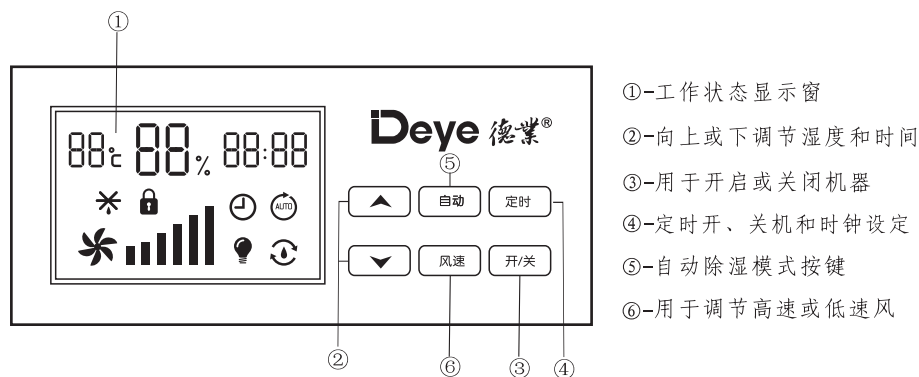 ①
88℃ 88% 88:88
AUTO
Deye 德業®
⑤
自动 定时
风速 开/关
② ⑥ ③ ④
①-工作状态显示窗
②-向上或下调节湿度和时间
③-用于开启或关闭机器
④-定时开、关机和时钟设定
⑤-自动除湿模式按键
⑥-用于调节高速或低速风